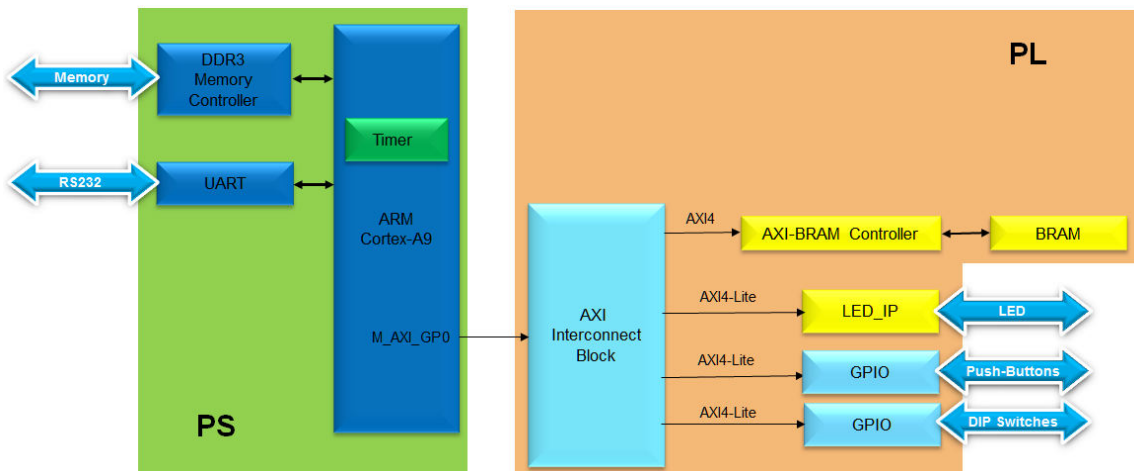 Memory
DDR3
Memory
Controller
Timer
RS232
UART
ARM
Cortex-A9
M_AXI_GP0
PS
PL
AXI
Interconnect
Block
AXI4
AXI-BRAM Controller
BRAM
AXI4-Lite
LED_IP
LED
AXI4-Lite
GPIO
Push-Buttons
AXI4-Lite
GPIO
DIP Switches